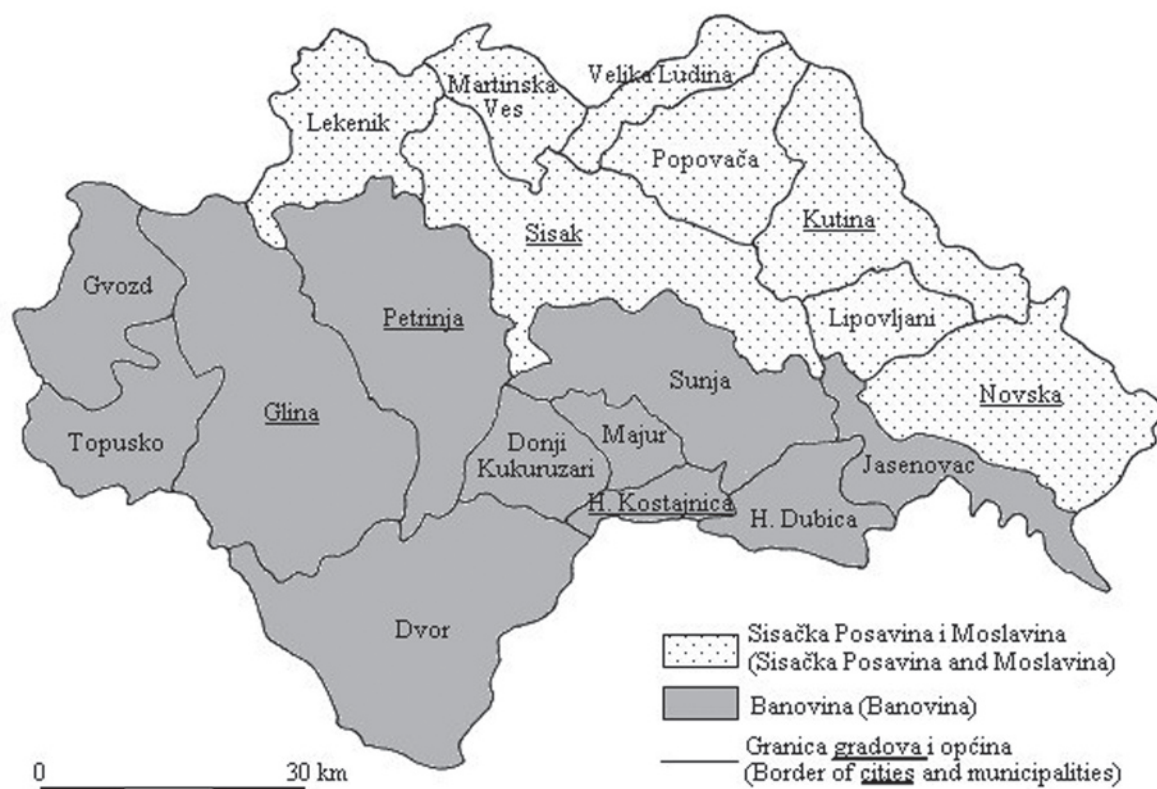 Velika Ludina
Martinska
Ves
Lekenik
Popovača
Kutina
Sisak
Gvozd
Petrinja
Lipovljani
Sunja
Novska
Glina
Topusko
Donji
Kukuruzari
Majur
Jasenovac
H. Kostajnica
H. Dubica
Dvor
Sisačka Posavina i Moslavina
(Sisačka Posavina and Moslavina)
Banovina (Banovina)
Granica gradova i općina
(Border of cities and municipalities)
0 30 km